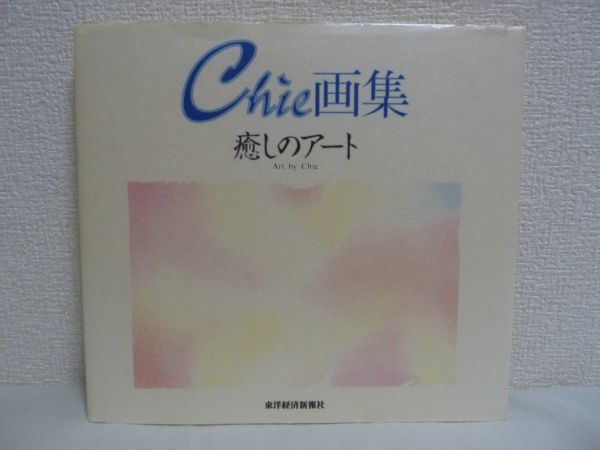 Chie画集
癒しのアート
Art by Chie
東洋経済新報社